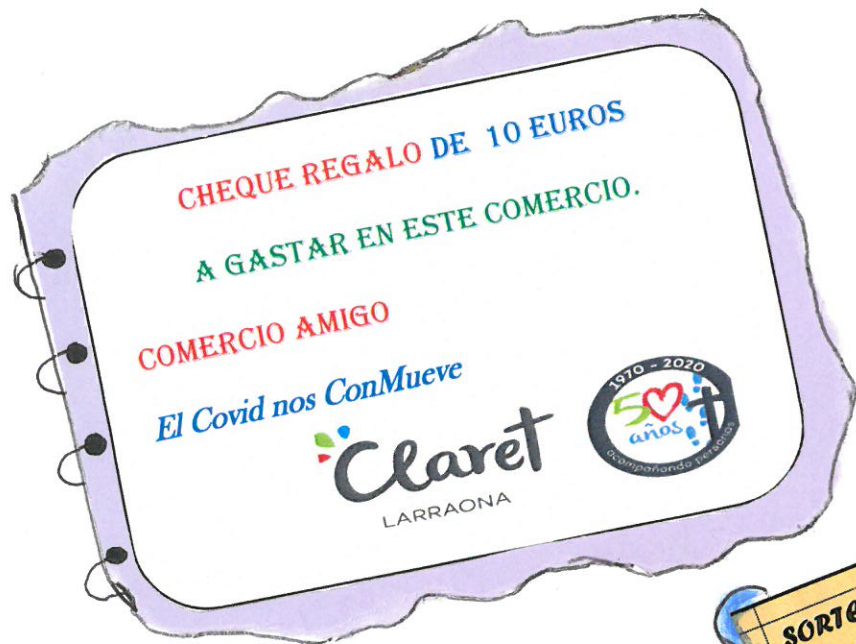 CHEQUE REGALO DE 10 EUROS
A GASTAR EN ESTE COMERCIO.
COMERCIO AMIGO
El Covid nos ConMueve
Claret
LARRAONA
1970 - 2020
50
años
acompañando personas